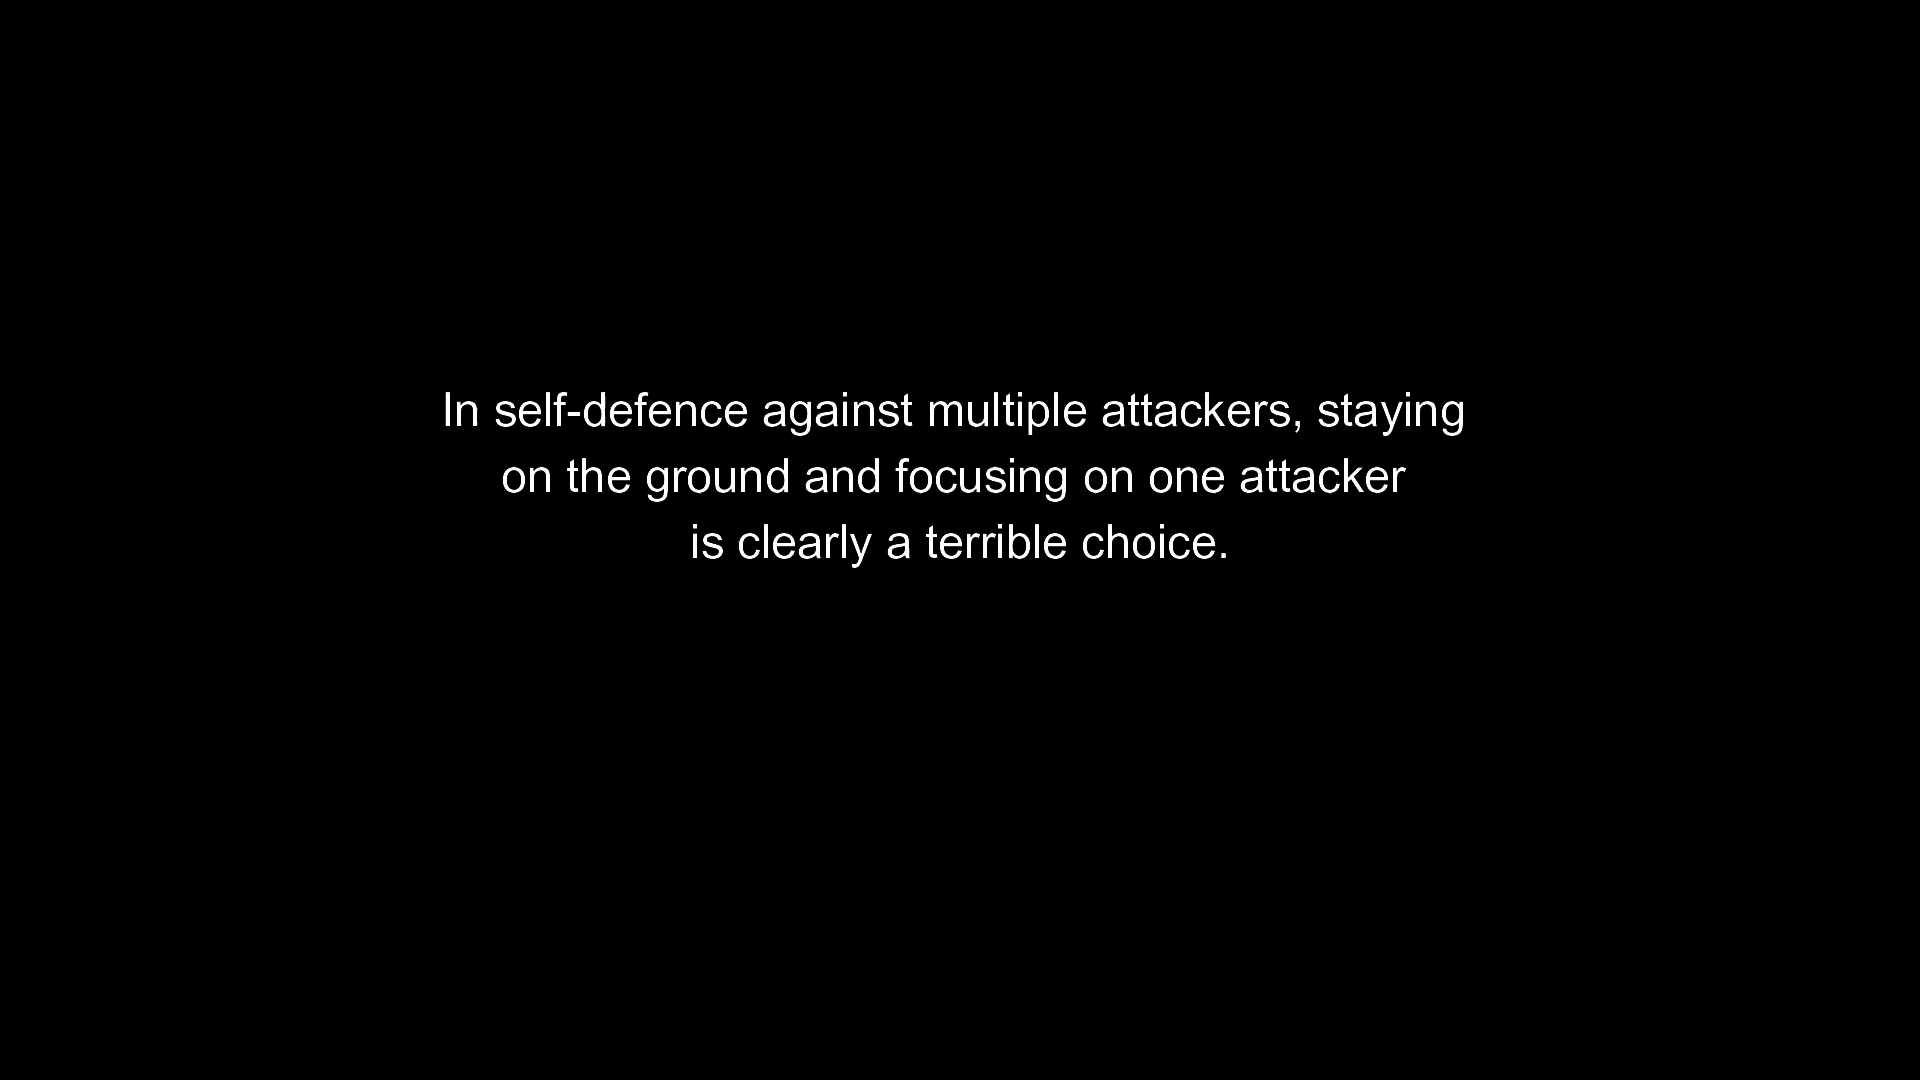 In self-defence against multiple attackers, staying
on the ground and focusing on one attacker
is clearly a terrible choice.